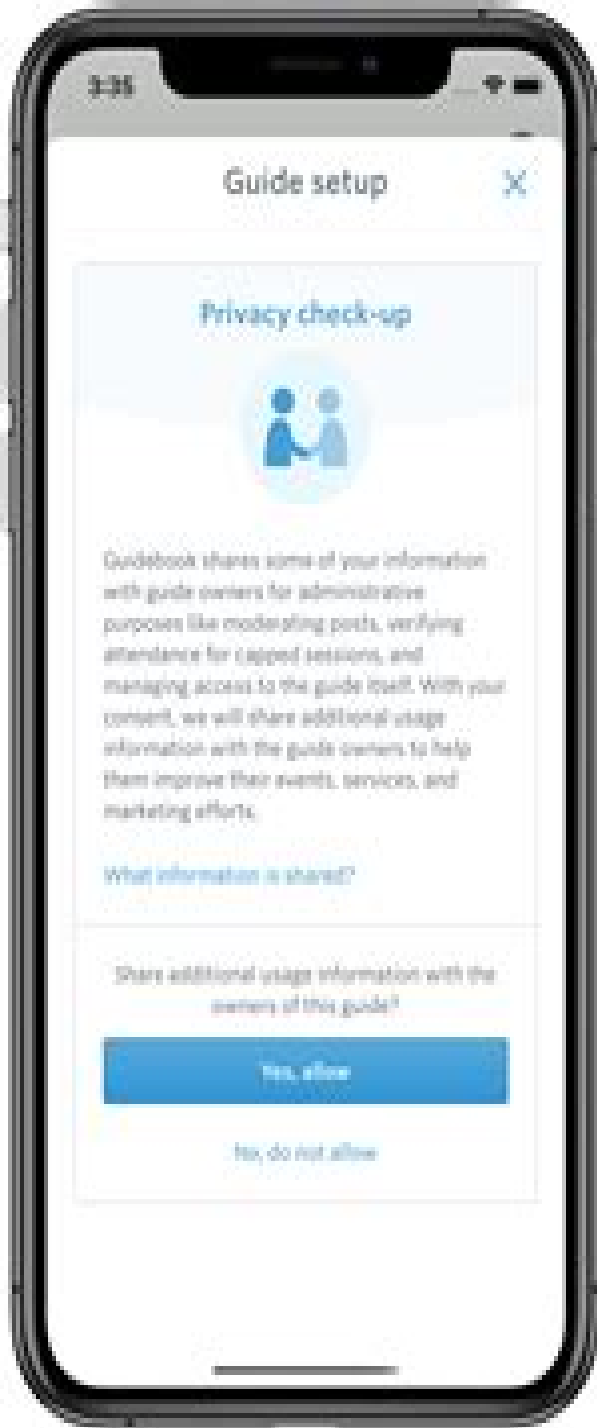 3:35
Guide setup
Privacy check-up
Guidebook shares some of your information
with guide owners for administrative
purposes like moderating posts, verifying
attendance for capped sessions, and
managing access to the guide itself. With your
consent, we will share additional usage
information with the guide owners to help
them improve their events, services, and
marketing efforts.
What information is shared?
Share additional usage information with the
owners of this guide?
Yes, allow
No, do not allow